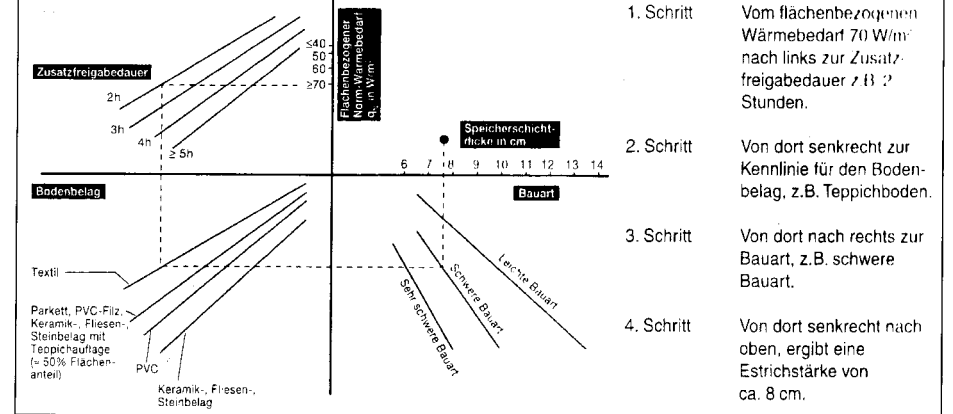 Zusatzfreigabedauer
2h
3h
4h
≥ 5h
Flächenbezogener
Norm-Wärmebedarf
in W/m²
≤40
50
60
≥70
Speicherschicht-
dicke in cm
6 7 8 9 10 11 12 13 14
Bodenbelag
Bauart
Textil
Parkett, PVC-Filz,
Keramik-, Fliesen-,
Steinbelag mit
Teppichauflage
(≈ 50% Flächen-
anteil)
PVC
Keramik-, Fliesen-,
Steinbelag
Sehr schwere Bauart
Schwere Bauart
Leichte Bauart
1. Schritt
Vom flächenbezogenen
Wärmebedarf 70 W/m²
nach links zur Zusatz-
freigabedauer z.B. 2
Stunden.
2. Schritt
Von dort senkrecht zur
Kennlinie für den Boden-
belag, z.B. Teppichboden.
3. Schritt
Von dort nach rechts zur
Bauart, z.B. schwere
Bauart.
4. Schritt
Von dort senkrecht nach
oben, ergibt eine
Estrichstärke von
ca. 8 cm.